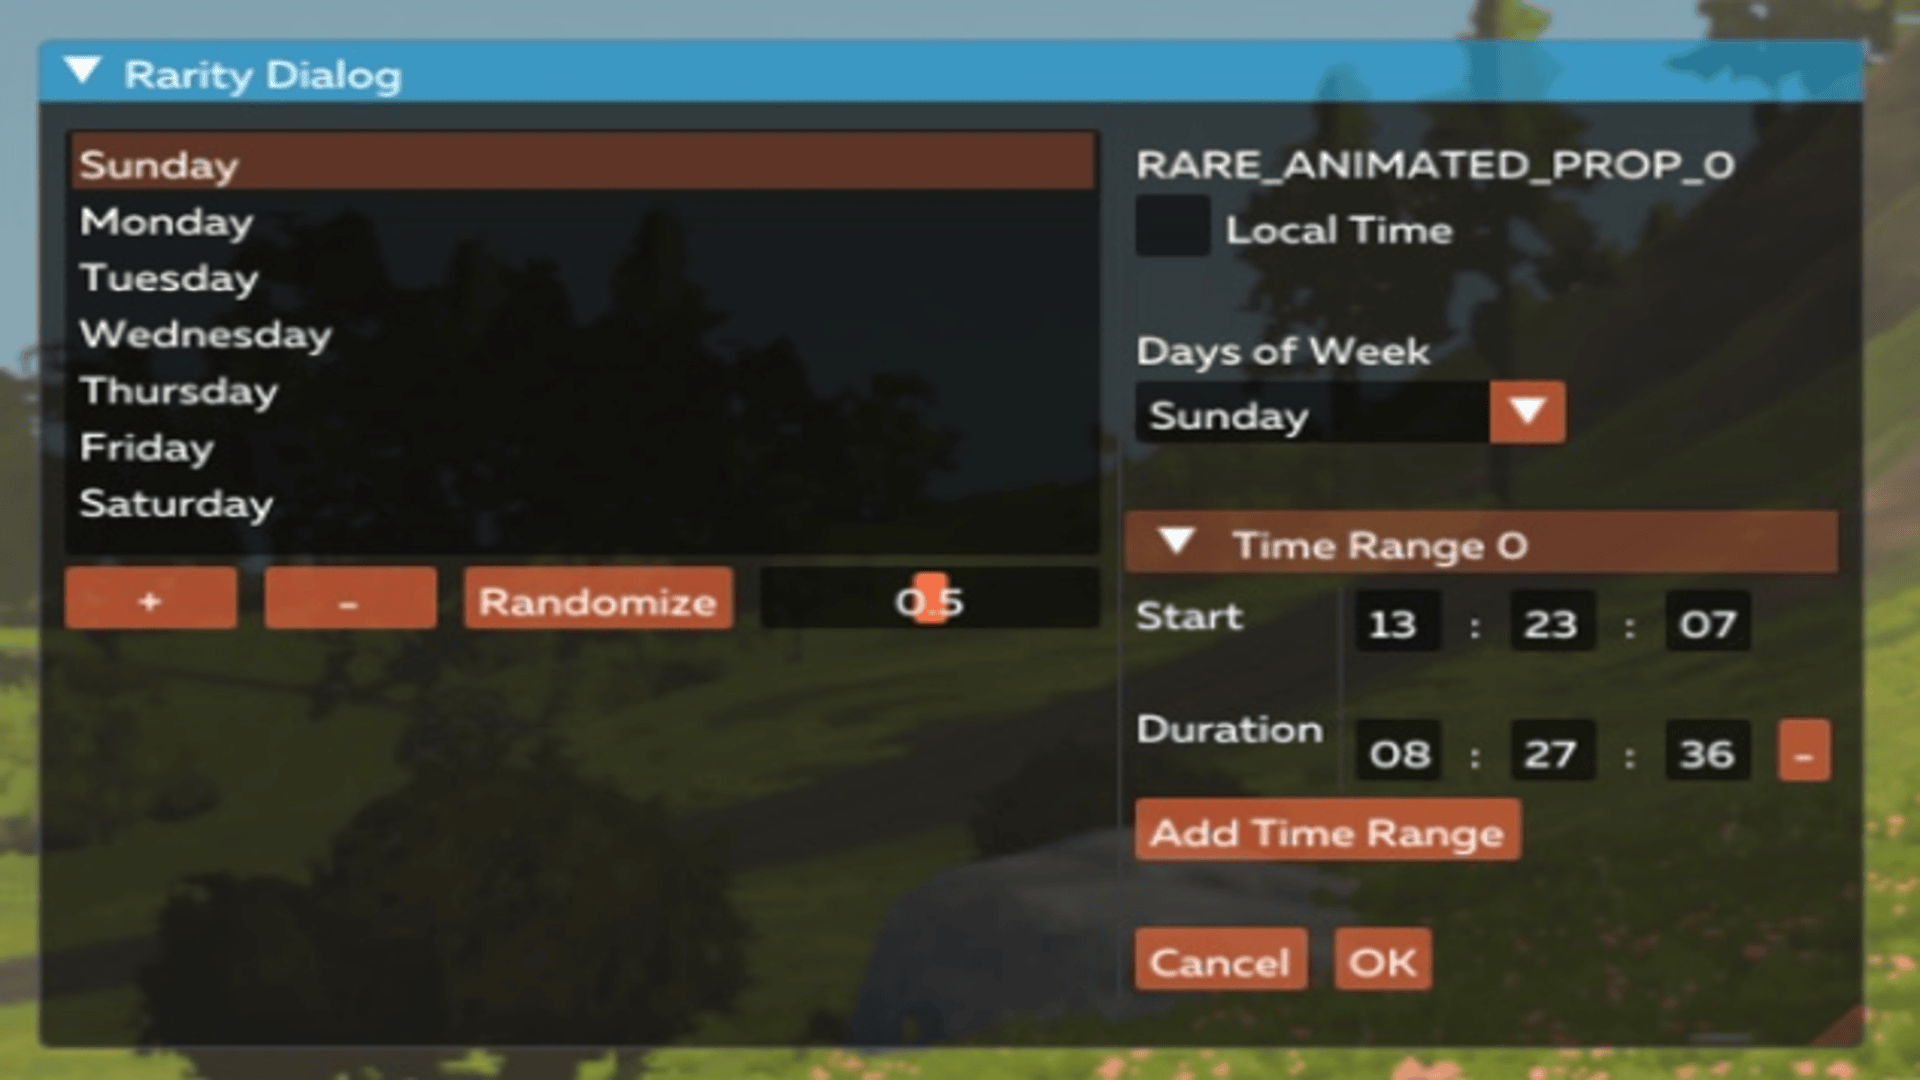 Rarity Dialog
Sunday
Monday
Tuesday
Wednesday
Thursday
Friday
Saturday
+ - Randomize 0.5
RARE_ANIMATED_PROP_0
Local Time
Days of Week
Sunday
Time Range 0
Start 13 : 23 : 07
Duration 08 : 27 : 36 -
Add Time Range
Cancel OK